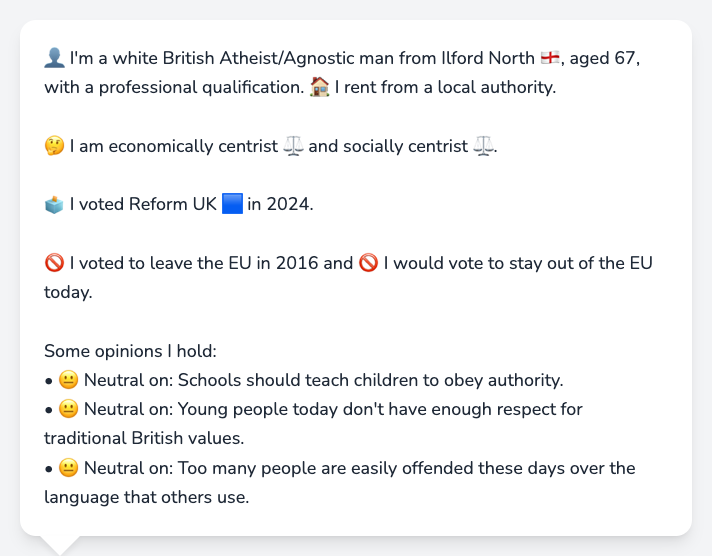 👤 I'm a white British Atheist/Agnostic man from Ilford North 🏴󠁧󠁢󠁥󠁮󠁧󠁿, aged 67,
with a professional qualification. 🏠 I rent from a local authority.
🤔 I am economically centrist ⚖️ and socially centrist ⚖️.
🗳️ I voted Reform UK 🟦 in 2024.
🚫 I voted to leave the EU in 2016 and 🚫 I would vote to stay out of the EU
today.
Some opinions I hold:
• 😐 Neutral on: Schools should teach children to obey authority.
• 😐 Neutral on: Young people today don't have enough respect for
traditional British values.
• 😐 Neutral on: Too many people are easily offended these days over the
language that others use.